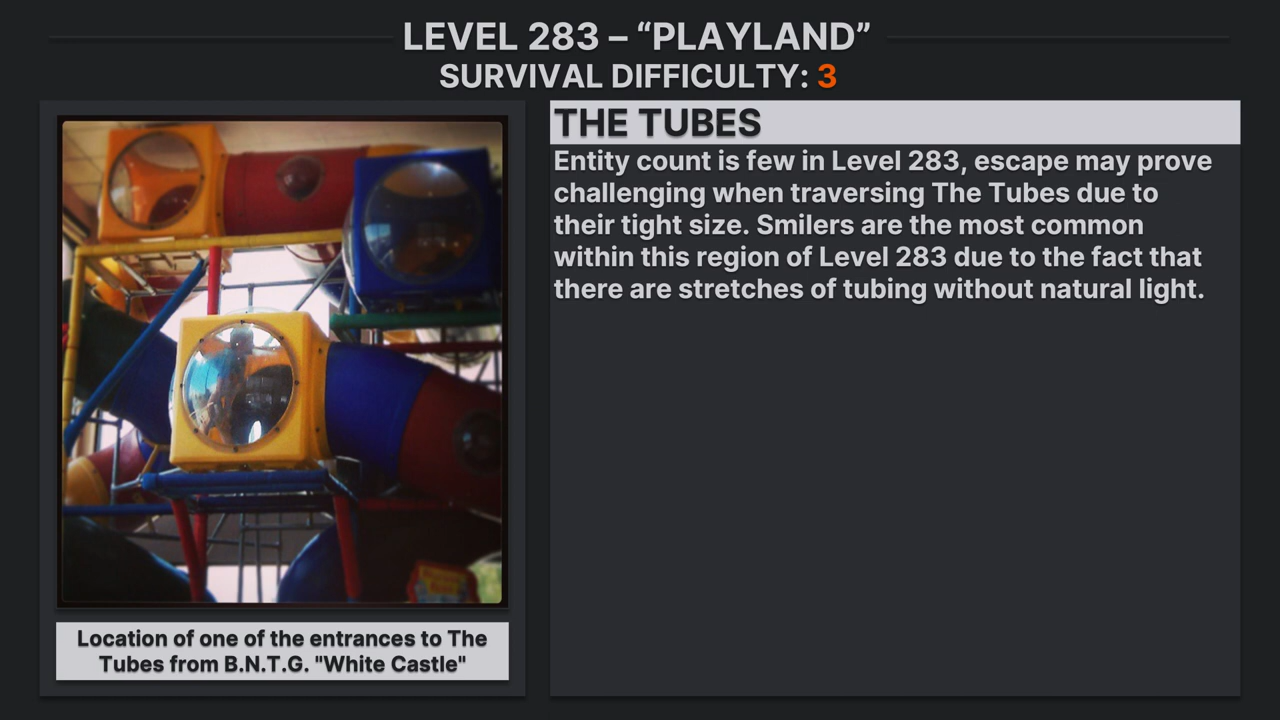 LEVEL 283 – “PLAYLAND”
SURVIVAL DIFFICULTY: 3
THE TUBES
Entity count is few in Level 283, escape may prove
challenging when traversing The Tubes due to
their tight size. Smilers are the most common
within this region of Level 283 due to the fact that
there are stretches of tubing without natural light.
Location of one of the entrances to The
Tubes from B.N.T.G. "White Castle"